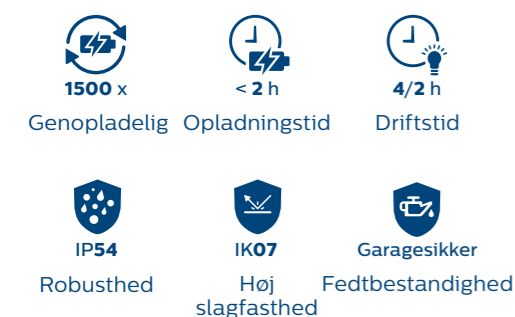 1500 x
< 2 h
4/2 h
Genopladelig
Opladningstid
Driftstid
IP54
IK07
Garagesikker
Robusthed
Høj
slagfasthed
Fedtbestandighed